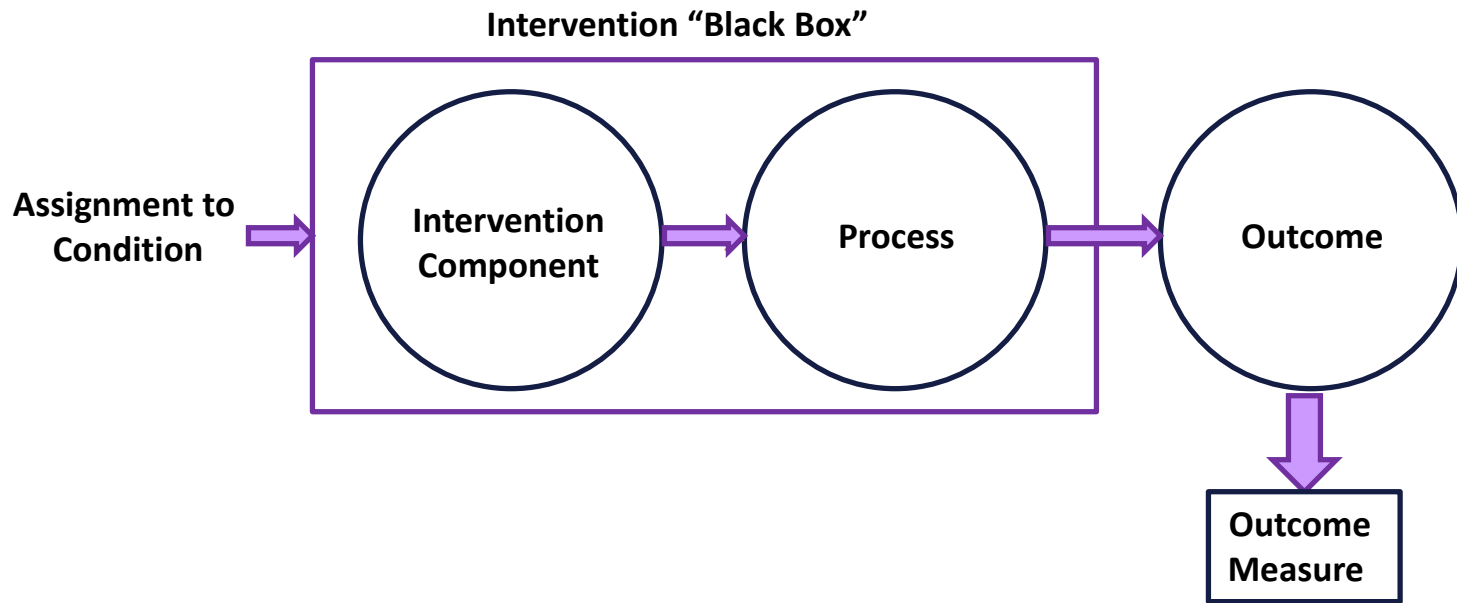 Intervention “Black Box”
Assignment to
Condition
Intervention
Component
Process
Outcome
Outcome
Measure